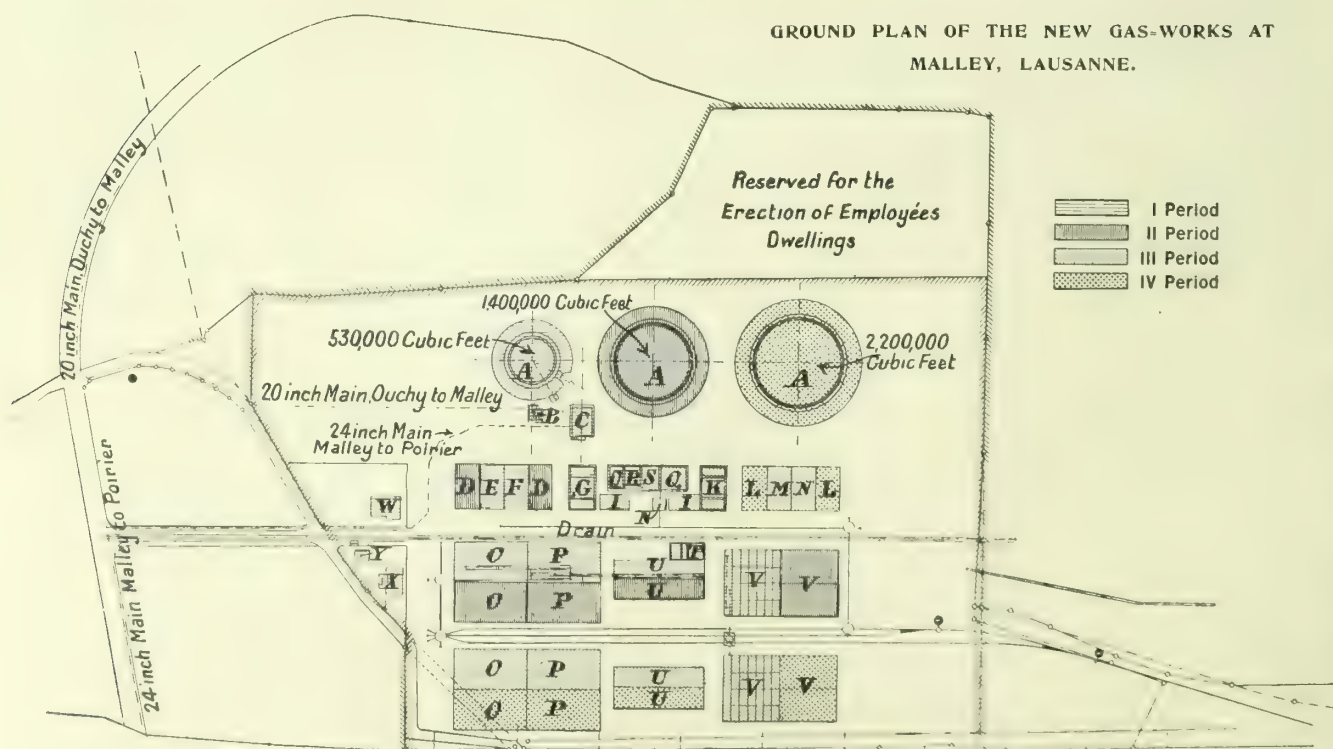 GROUND PLAN OF THE NEW GAS=WORKS AT
MALLEY, LAUSANNE.
Reserved for the
Erection of Employées
Dwellings
I Period
II Period
III Period
IV Period
20 inch Main, Ouchy to Malley
1,400,000 Cubic Feet
530,000 Cubic Feet
2,200,000
Cubic Feet
A
A
A
20 inch Main, Ouchy to Malley
B
C
24 inch Main
Malley to Poirier
D E F D G Q R S Q K L M N L
I I
N
W
Drain
24 inch Main Malley to Poirier
Y
X
O P U V V
O P U
O P U V V
O P U